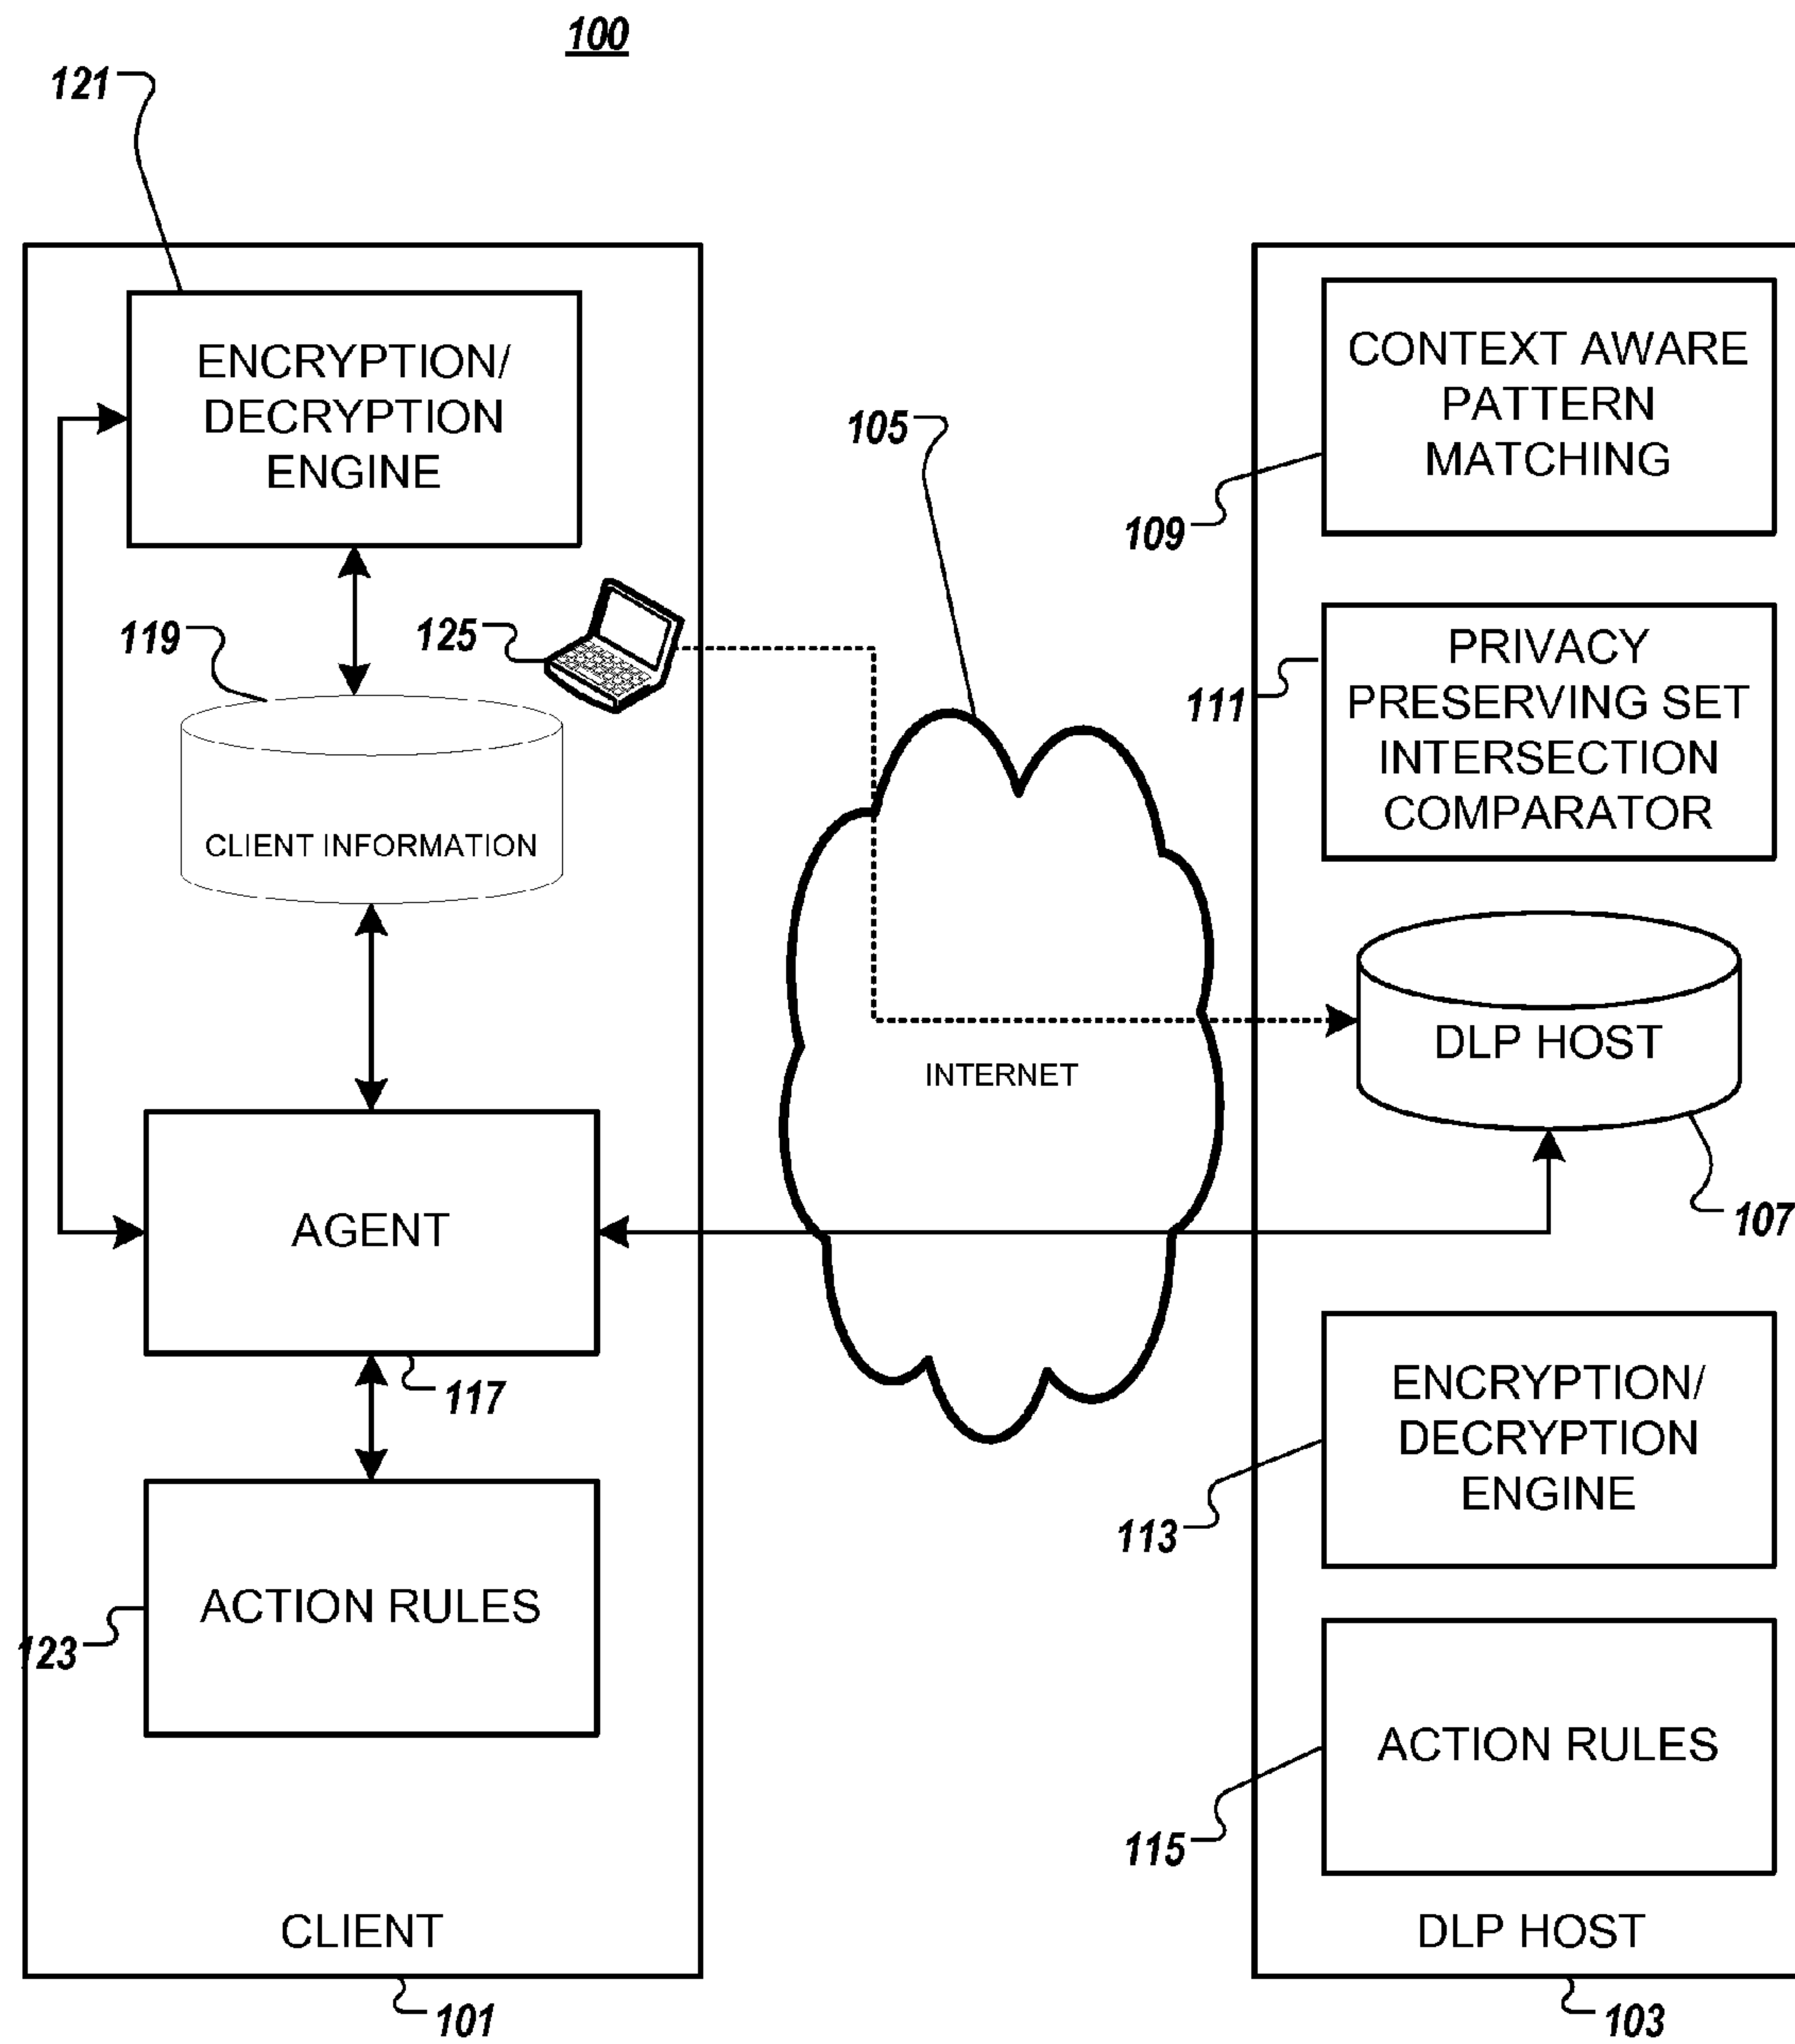 100
121
ENCRYPTION/
DECRYPTION
ENGINE
119
125
CLIENT INFORMATION
AGENT
117
ACTION RULES
123
CLIENT
101
105
INTERNET
CONTEXT AWARE
PATTERN
MATCHING
109
PRIVACY
PRESERVING SET
INTERSECTION
COMPARATOR
111
DLP HOST
107
ENCRYPTION/
DECRYPTION
ENGINE
113
ACTION RULES
115
DLP HOST
103